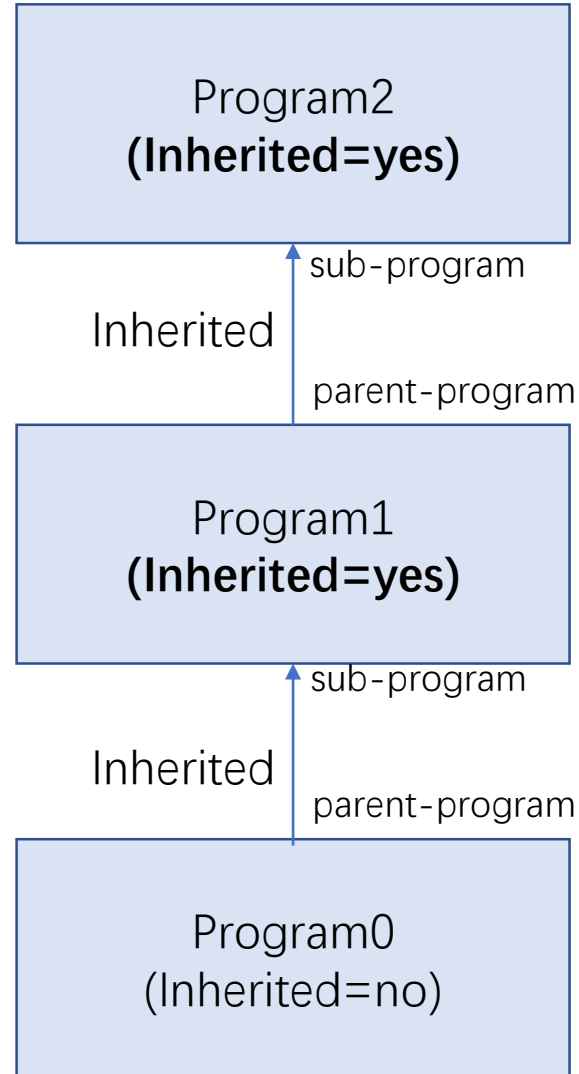 Program2
(Inherited=yes)
sub-program
Inherited
parent-program
Program1
(Inherited=yes)
sub-program
Inherited
parent-program
Program0
(Inherited=no)